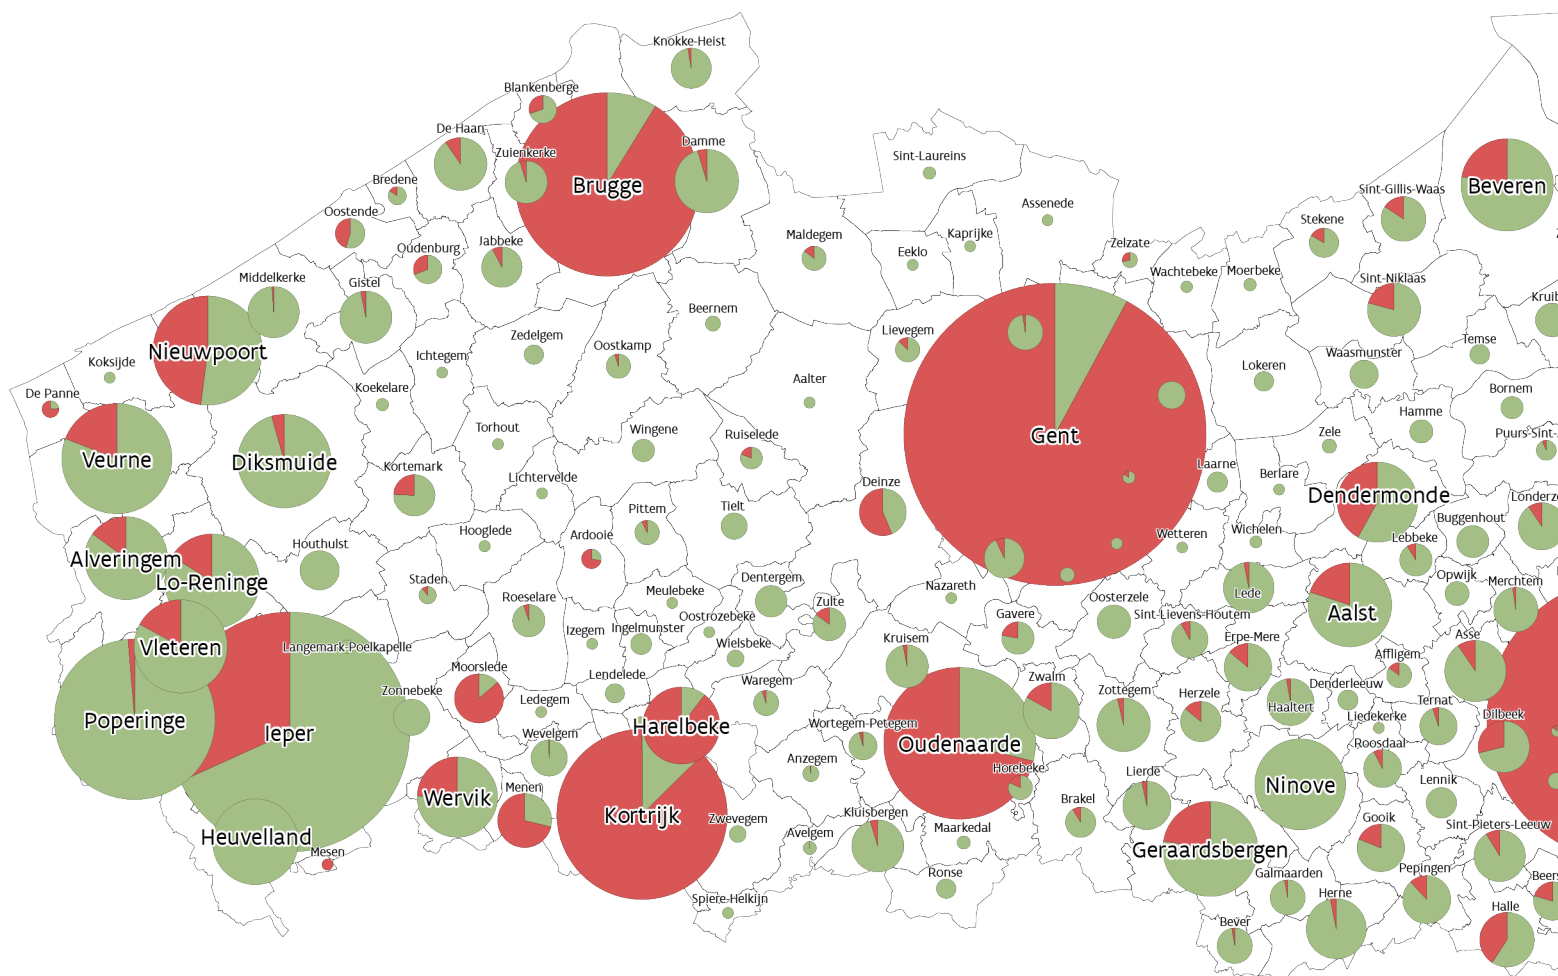 Knokke-Heist
Blankenberge
De Haan
Zuienkerke
Damme
Brugge
Sint-Laureins
Bredene
Oostende
Assenede
Sint-Gillis-Waas
Beveren
Stekene
Maldegem
Kaprijke
Eeklo
Zelzate
Oudenburg
Jabbeke
Wachtebeke
Moerbeke
Middelkerke
Gistel
Sint-Niklaas
Beernem
Lievegem
Zedelgem
Oostkamp
Nieuwpoort
Koksijde
Ichtegem
Temse
Waasmunster
Lokeren
De Panne
Koekelare
Aalter
Bornem
Hamme
Torhout
Wingene
Ruiselede
Gent
Zele
Veurne
Diksmuide
Kortemark
Lichtervelde
Deinze
Laarne
Berlare
Dendermonde
Pittem
Tielt
Buggenhout
Hooglede
Ardooie
Wetteren
Wichelen
Lebbeke
Houthulst
Alveringem
Lo-Reninge
Staden
Dentergem
Nazareth
Opwijk
Merchtem
Meulebeke
Roeselare
Zulte
Oosterzele
Lede
Oostrozebeke
Gavere
Sint-Lievens-Houtem
Aalst
Izegem
Ingelmunster
Erpe-Mere
Asse
Wielsbeke
Kruisem
Vleteren
Langemark-Poelkapelle
Affligem
Moorslede
Lendelede
Waregem
Zwalm
Denderleeuw
Zonnebeke
Ledegem
Zottegem
Herzele
Haaltert
Ternat
Liedekerke
Dilbeek
Poperinge
Ieper
Harelbeke
Wortegem-Petegem
Wevelgem
Oudenaarde
Roosdaal
Anzegem
Horebeke
Lierde
Ninove
Lennik
Menen
Wervik
Brakel
Kortrijk
Kluisbergen
Gooik
Zwevegem
Avelgem
Maarkedal
Sint-Pieters-Leeuw
Heuvelland
Mesen
Geraardsbergen
Ronse
Galmaarden
Pepingen
Spiere-Helkijn
Herne
Halle
Bever